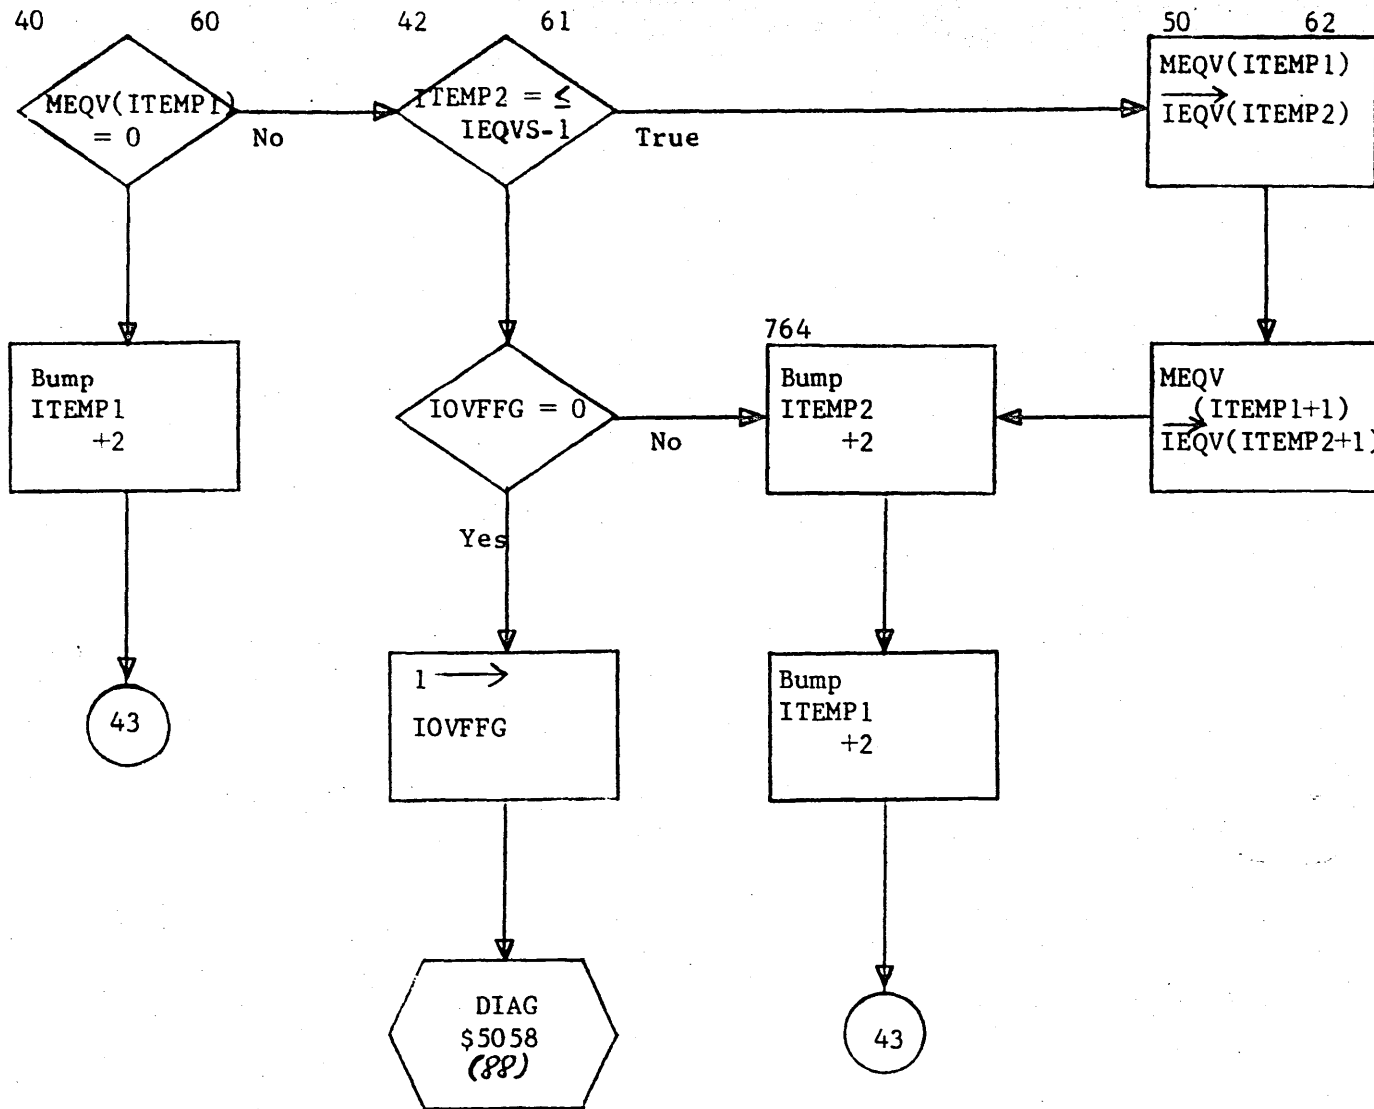 40 60 42 61 50 62
MEQV(ITEMP1)
= 0
No
ITEMP2 = ≤
IEQVS-1
True
MEQV(ITEMP1)
→
IEQV(ITEMP2)
Bump
ITEMP1
+2
IOVFFG = 0
No
Yes
764
Bump
ITEMP2
+2
MEQV
(ITEMP1+1)
→
IEQV(ITEMP2+1)
43
1 →
IOVFFG
Bump
ITEMP1
+2
DIAG
$5058
(88)
43